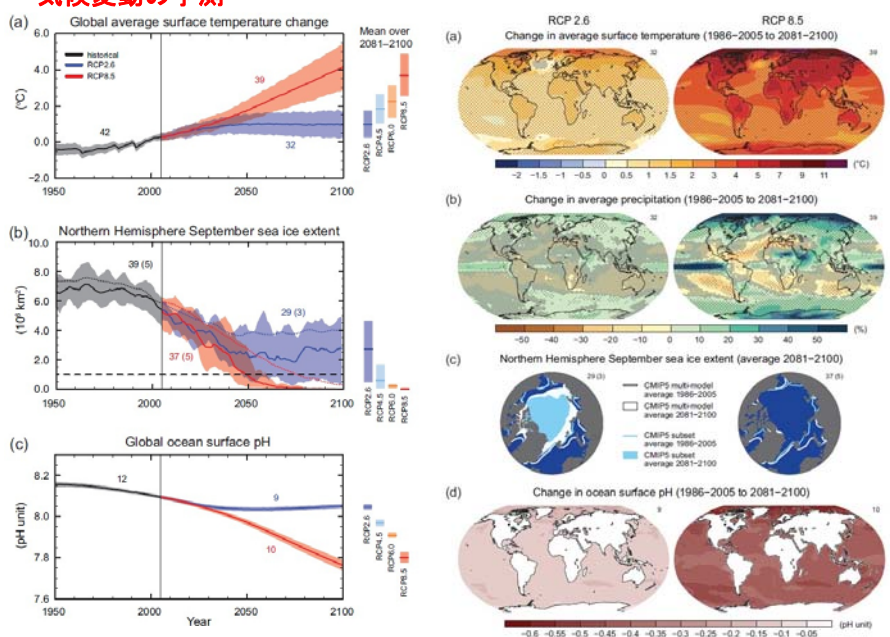 気候変動の予測
(a)
Global average surface temperature change
Mean over
2081–2100
historical
RCP2.6
RCP8.5
39
42
32
(°C)
6.0
4.0
2.0
0.0
−2.0
1950
2000
2050
2100
RCP2.6
RCP4.5
RCP6.0
RCP8.5
(b)
Northern Hemisphere September sea ice extent
39 (5)
29 (3)
37 (5)
(10⁶ km²)
10.0
8.0
6.0
4.0
2.0
0.0
1950
2000
2050
2100
RCP2.6
RCP4.5
RCP6.0
RCP8.5
(c)
Global ocean surface pH
12
9
10
(pH unit)
8.2
8.0
7.8
7.6
1950
2000
2050
2100
Year
RCP2.6
RCP4.5
RCP6.0
RCP8.5
RCP 2.6
RCP 8.5
(a)
Change in average surface temperature (1986−2005 to 2081−2100)
32
39
−2 −1.5 −1 −0.5 0 0.5 1 1.5 2 3 4 5 7 9 11 (°C)
(b)
Change in average precipitation (1986−2005 to 2081−2100)
32
39
−50 −40 −30 −20 −10 0 10 20 30 40 50 (%)
(c)
Northern Hemisphere September sea ice extent (average 2081−2100)
29 (3)
37 (5)
CMIP5 multi-model
average 1986−2005
CMIP5 multi-model
average 2081−2100
CMIP5 subset
average 1986−2005
CMIP5 subset
average 2081−2100
(d)
Change in ocean surface pH (1986−2005 to 2081−2100)
9
10
−0.6 −0.55 −0.5 −0.45 −0.4 −0.35 −0.3 −0.25 −0.2 −0.15 −0.1 −0.05 (pH unit)